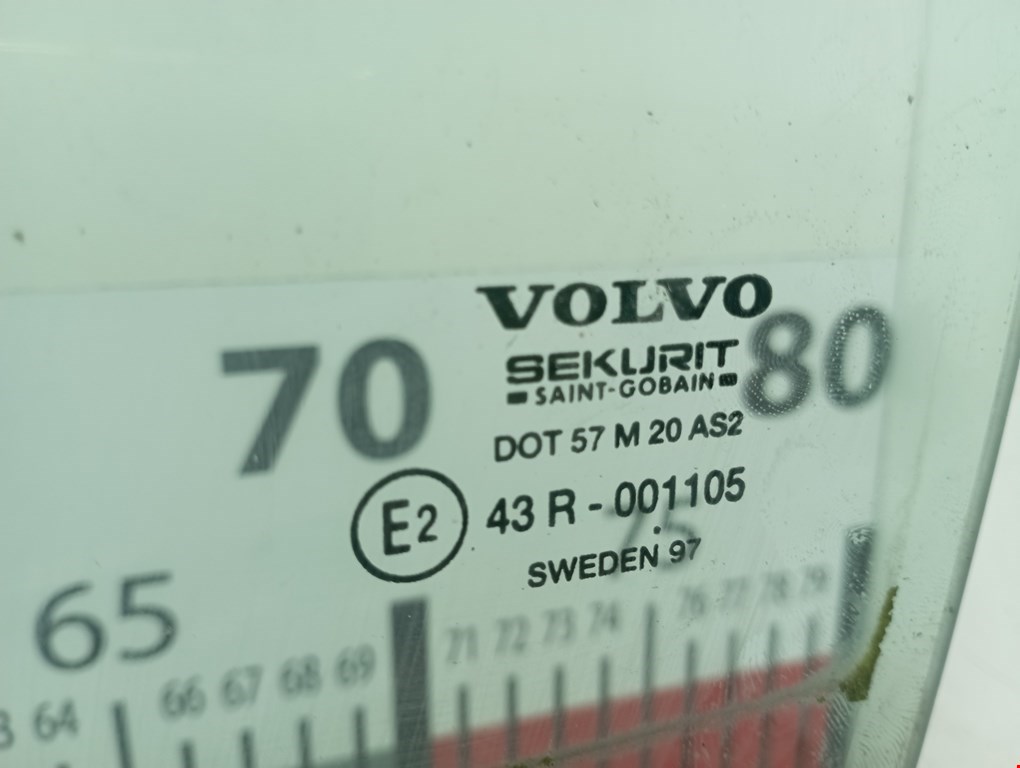 VOLVO
SEKURIT
SAINT-GOBAIN
70 80
DOT 57 M 20 AS2
E2 43 R - 001105
75
SWEDEN 97
65
71 72 73 74 76 77 78 79
64 66 67 68 69